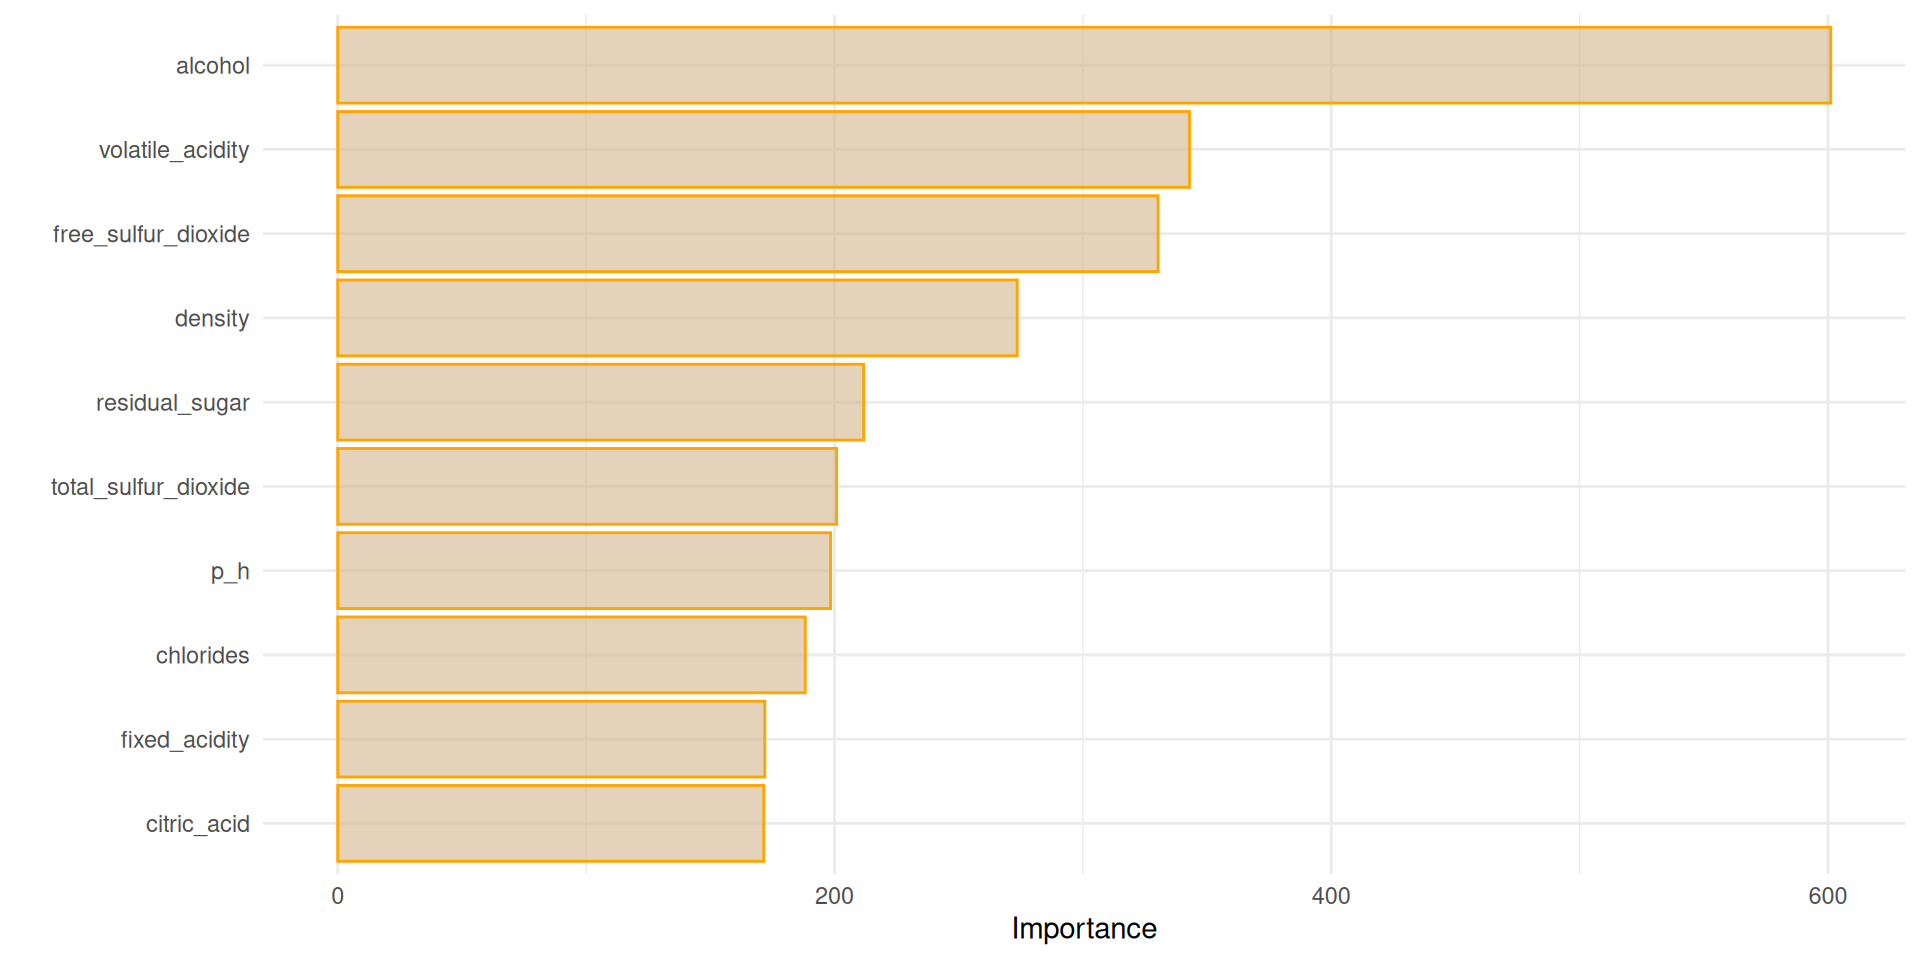 alcohol
volatile_acidity
free_sulfur_dioxide
density
residual_sugar
total_sulfur_dioxide
p_h
chlorides
fixed_acidity
citric_acid
0 200 400 600
Importance